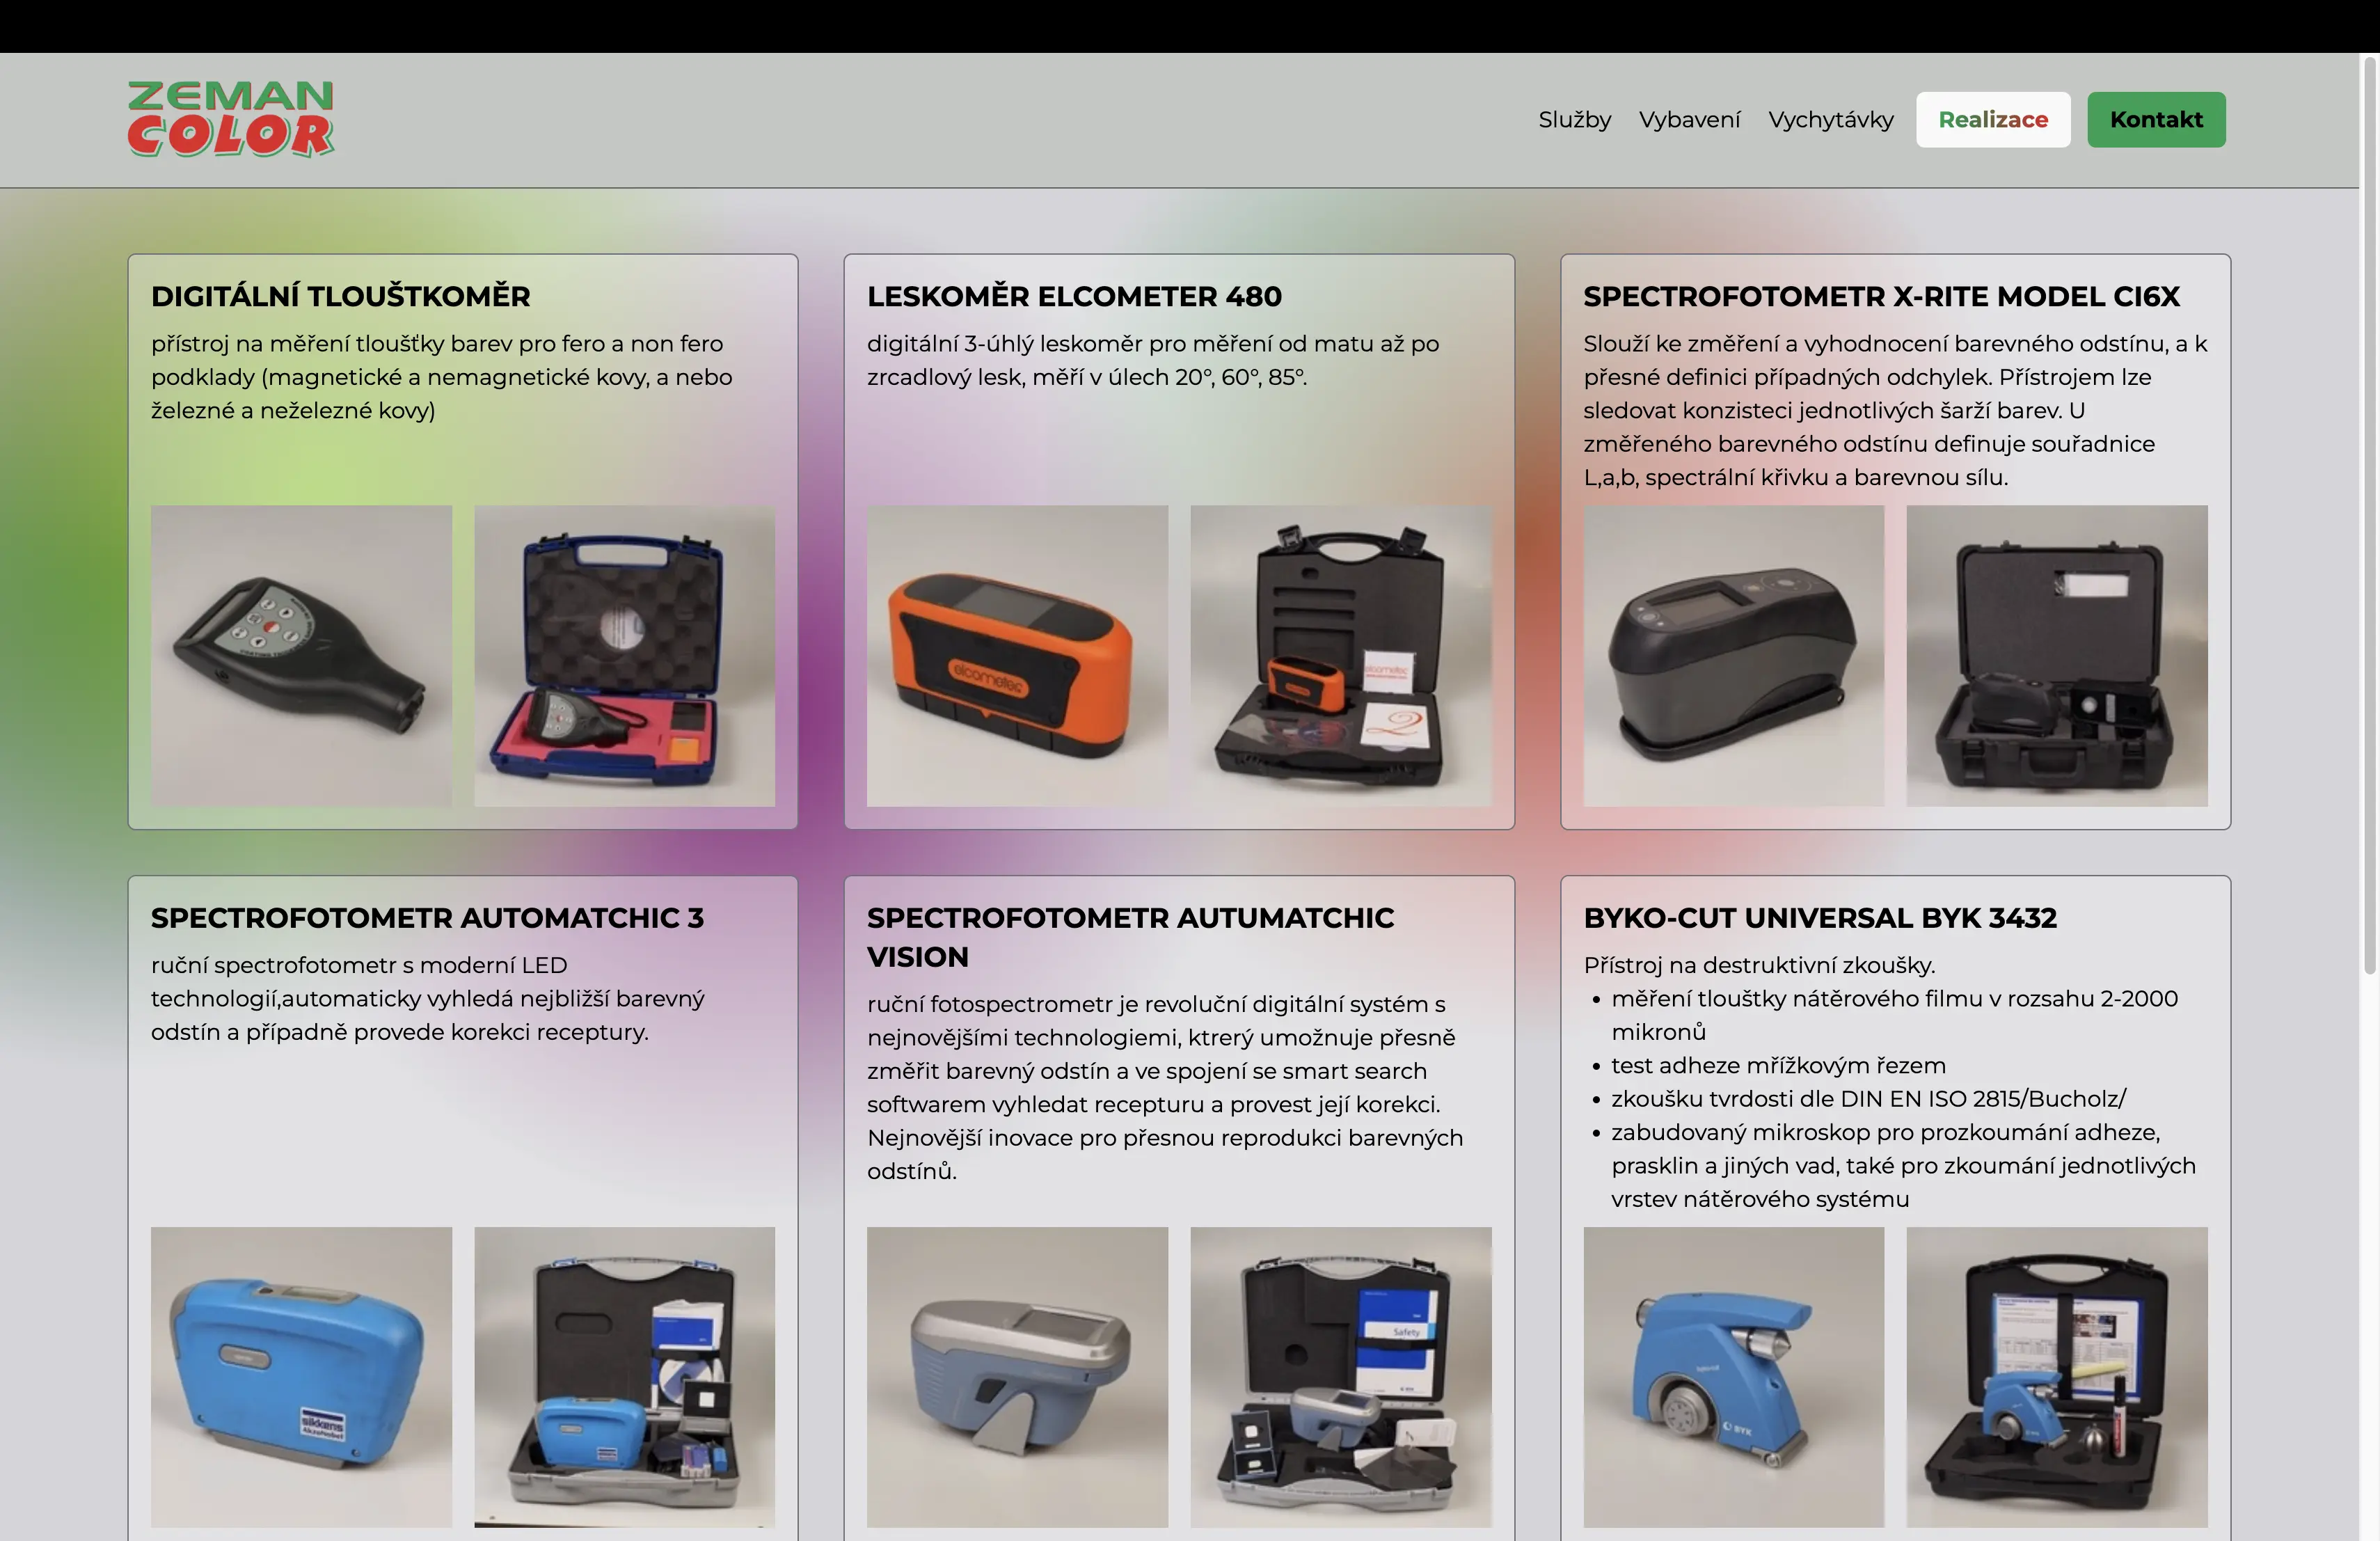 ZEMAN
COLOR
Služby
Vybavení
Vychytávky
Realizace
Kontakt
DIGITÁLNÍ TLOUŠTKOMĚR
přístroj na měření tloušťky barev pro fero a non fero
podklady (magnetické a nemagnetické kovy, a nebo
železné a neželezné kovy)
LESKOMĚR ELCOMETER 480
digitální 3-úhlý leskoměr pro měření od matu až po
zrcadlový lesk, měří v úlech 20°, 60°, 85°.
elcometer
elcometer
SPECTROFOTOMETR X-RITE MODEL CI6X
Slouží ke změření a vyhodnocení barevného odstínu, a k
přesné definici případných odchylek. Přístrojem lze
sledovat konzisteci jednotlivých šarží barev. U
změřeného barevného odstínu definuje souřadnice
L,a,b, spectrální křivku a barevnou sílu.
SPECTROFOTOMETR AUTOMATCHIC 3
ruční spectrofotometr s moderní LED
technologií,automaticky vyhledá nejbližší barevný
odstín a případně provede korekci receptury.
sikkens
AkzoNobel
SPECTROFOTOMETR AUTUMATCHIC
VISION
ruční fotospectrometr je revoluční digitální systém s
nejnovějšími technologiemi, ktrerý umožnuje přesně
změřit barevný odstín a ve spojení se smart search
softwarem vyhledat recepturu a provest její korekci.
Nejnovější inovace pro přesnou reprodukci barevných
odstínů.
Safety
BYKO-CUT UNIVERSAL BYK 3432
Přístroj na destruktivní zkoušky.
• měření tlouštky nátěrového filmu v rozsahu 2-2000
mikronů
• test adheze mřížkovým řezem
• zkoušku tvrdosti dle DIN EN ISO 2815/Bucholz/
• zabudovaný mikroskop pro prozkoumání adheze,
prasklin a jiných vad, také pro zkoumání jednotlivých
vrstev nátěrového systému
BYK